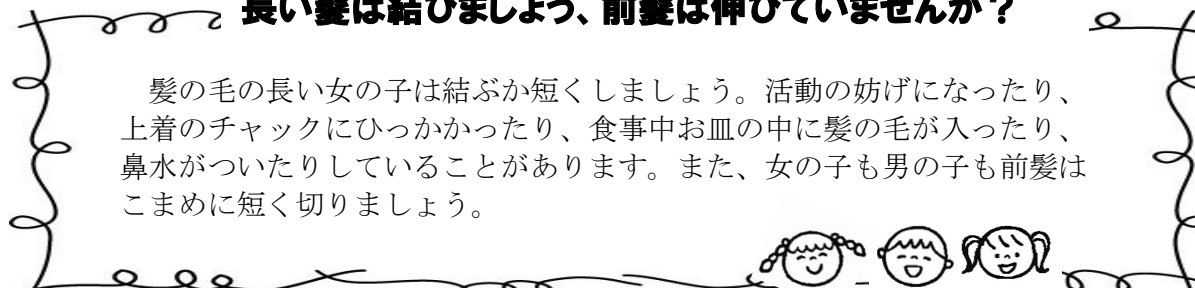 長い髪は結びましょう、前髪は伸びていませんか？
髪の毛の長い女の子は結ぶか短くしましょう。活動の妨げになったり、
上着のチャックにひっかかったり、食事中お皿の中に髪の毛が入ったり、
鼻水がついたりしていることがあります。また、女の子も男の子も前髪は
こまめに短く切りましょう。